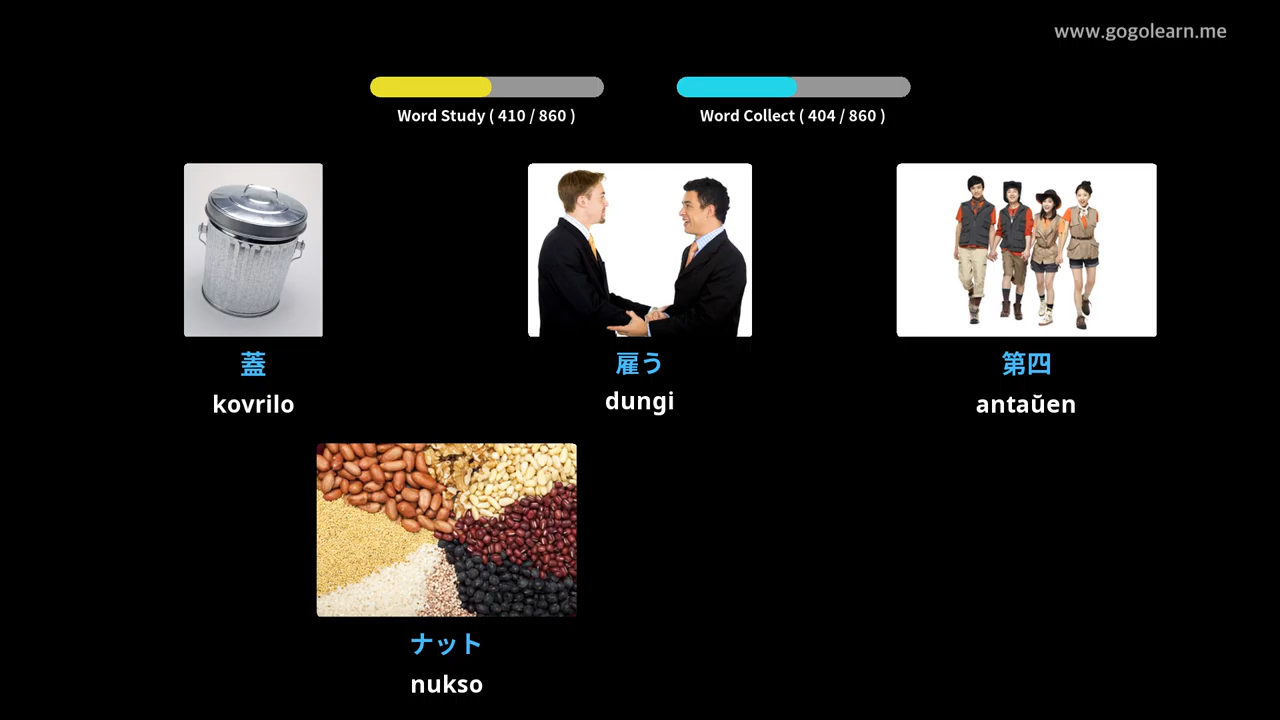 www.gogolearn.me
Word Study ( 410 / 860 )
Word Collect ( 404 / 860 )
蓋
kovrilo
雇う
dungi
第四
antaŭen
ナット
nukso